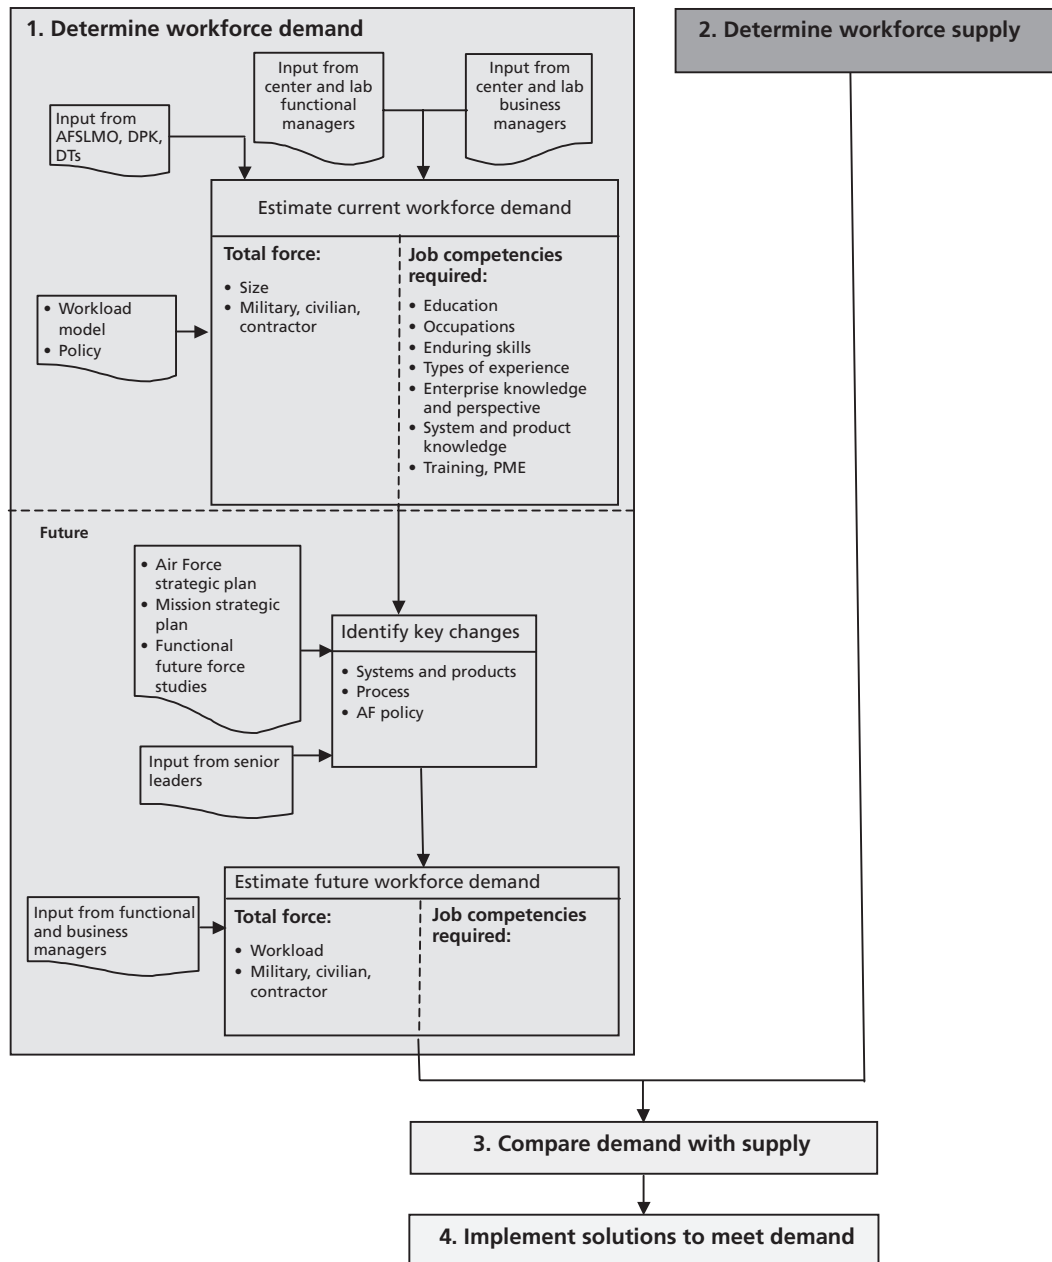 1. Determine workforce demand
2. Determine workforce supply
Input from
center and lab
functional
managers
Input from
center and lab
business
managers
Input from
AFSLMO, DPK,
DTs
Estimate current workforce demand
Total force:
• Size
• Military, civilian,
contractor
Job competencies
required:
• Education
• Occupations
• Enduring skills
• Types of experience
• Enterprise knowledge
and perspective
• System and product
knowledge
• Training, PME
• Workload
model
• Policy
Future
• Air Force
strategic plan
• Mission strategic
plan
• Functional
future force
studies
Identify key changes
• Systems and products
• Process
• AF policy
Input from senior
leaders
Estimate future workforce demand
Input from functional
and business
managers
Total force:
• Workload
• Military, civilian,
contractor
Job competencies
required:
3. Compare demand with supply
4. Implement solutions to meet demand